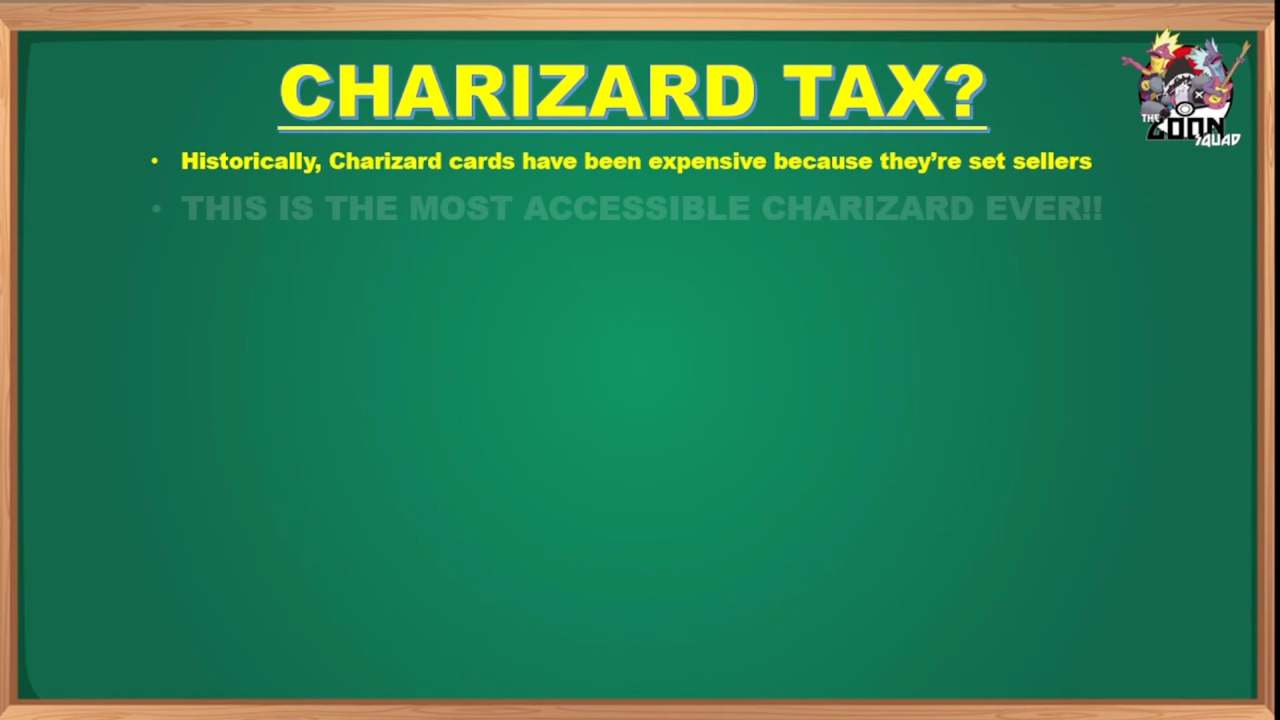 CHARIZARD TAX?
• Historically, Charizard cards have been expensive because they’re set sellers
• THIS IS THE MOST ACCESSIBLE CHARIZARD EVER!!
THE
GOON
SQUAD